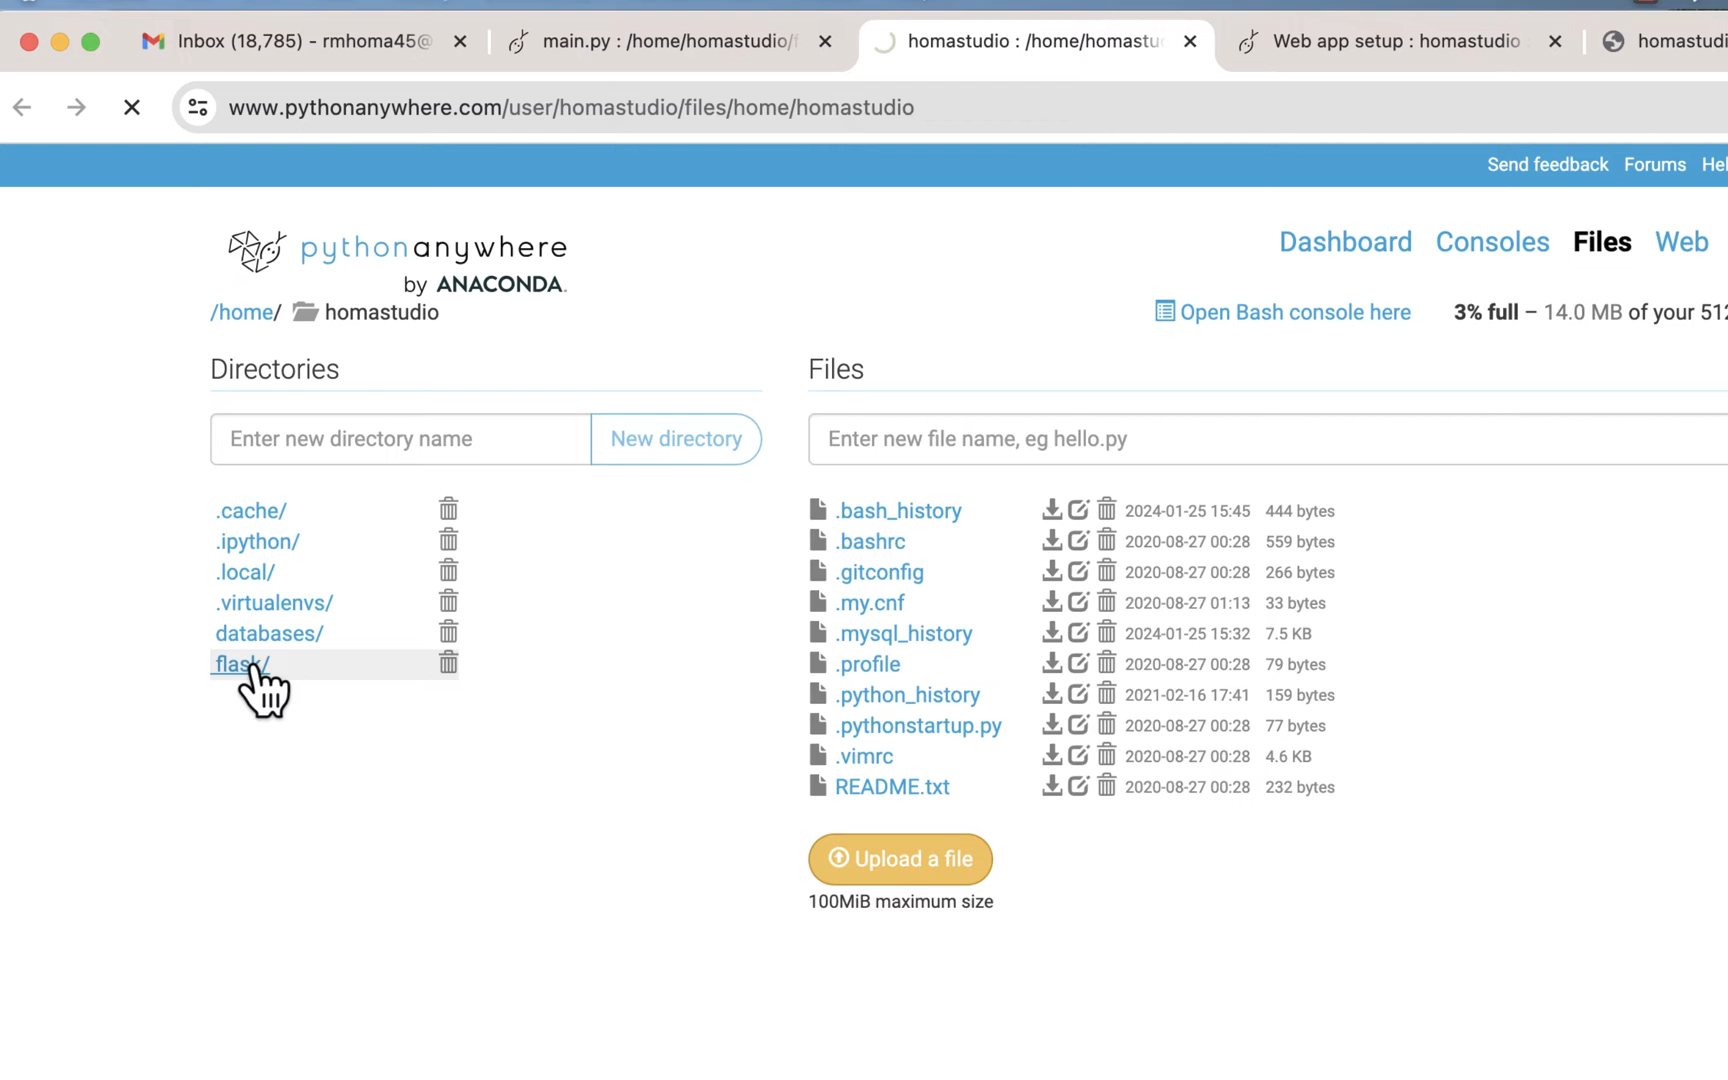 Inbox (18,785) - rmhoma45@
main.py : /home/homastudio/f
homastudio : /home/homastu
Web app setup : homastudio
homastudi
www.pythonanywhere.com/user/homastudio/files/home/homastudio
Send feedback Forums Hel
pythonanywhere
by ANACONDA.
Dashboard Consoles Files Web
/home/ homastudio
Open Bash console here
3% full – 14.0 MB of your 512
Directories
Enter new directory name
New directory
.cache/
.ipython/
.local/
.virtualenvs/
databases/
flask/
Files
Enter new file name, eg hello.py
.bash_history 2024-01-25 15:45 444 bytes
.bashrc 2020-08-27 00:28 559 bytes
.gitconfig 2020-08-27 00:28 266 bytes
.my.cnf 2020-08-27 01:13 33 bytes
.mysql_history 2024-01-25 15:32 7.5 KB
.profile 2020-08-27 00:28 79 bytes
.python_history 2021-02-16 17:41 159 bytes
.pythonstartup.py 2020-08-27 00:28 77 bytes
.vimrc 2020-08-27 00:28 4.6 KB
README.txt 2020-08-27 00:28 232 bytes
Upload a file
100MiB maximum size